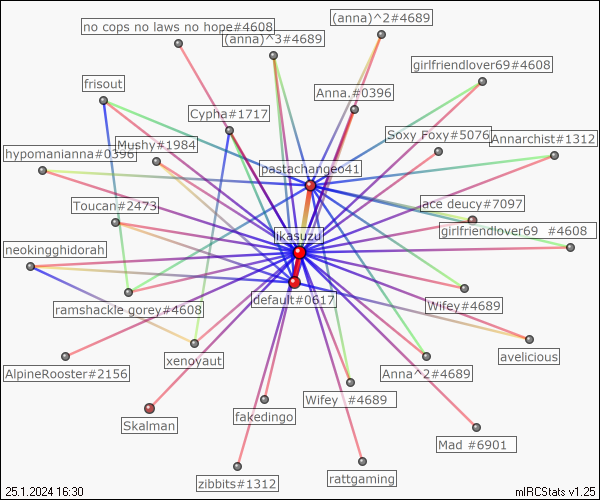 no cops no laws no hope#4608
(anna)^2#4689
(anna)^3#4689
girlfriendlover69#4608
frisout
Anna.#0396
Cypha#1717
Soxy Foxy#5076
Annarchist#1312
Mushy#1984
hypomanianna#0396
pastachangeo41
Toucan#2473
ace deucy#7097
girlfriendlover69 #4608
ikasuzu
neokingghidorah
default#0617
ramshackle gorey#4608
Wifey#4689
xenoyaut
avelicious
AlpineRooster#2156
Anna^2#4689
Wifey #4689
fakedingo
Skalman
Mad #6901
zibbits#1312
rattgaming
25.1.2024 16:30
mIRCStats v1.25